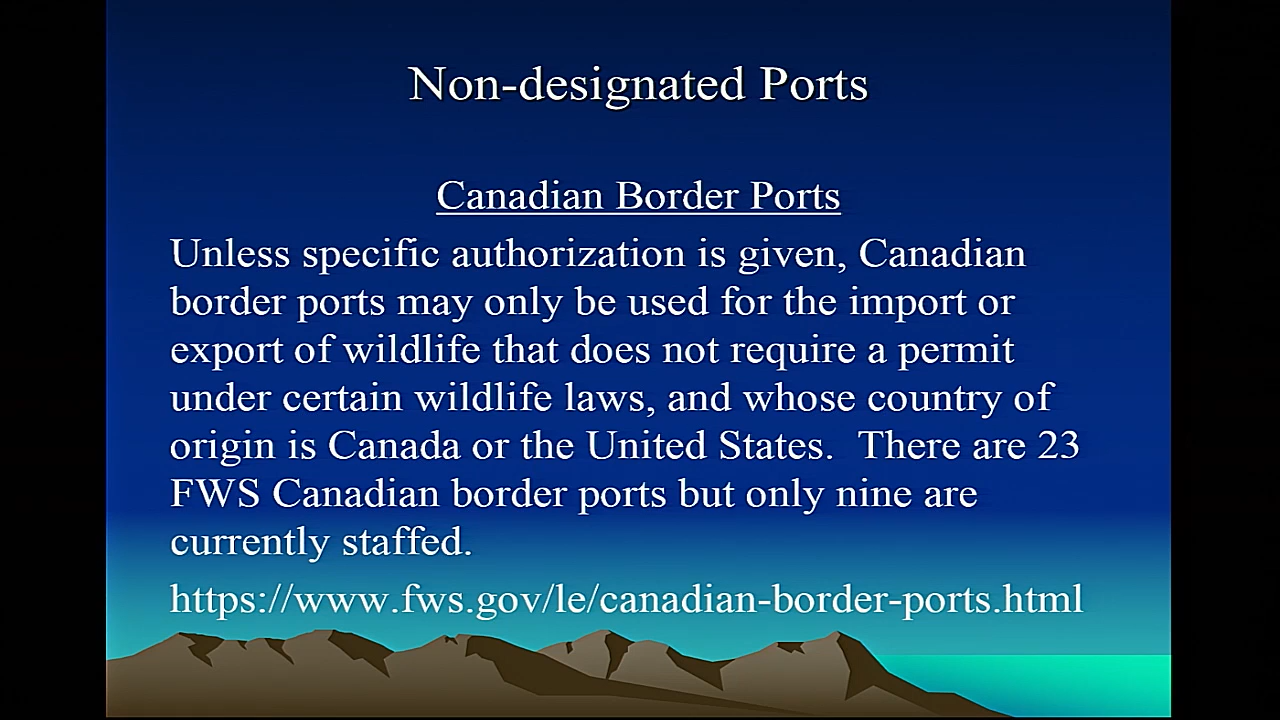 Non-designated Ports
Canadian Border Ports
Unless specific authorization is given, Canadian
border ports may only be used for the import or
export of wildlife that does not require a permit
under certain wildlife laws, and whose country of
origin is Canada or the United States.  There are 23
FWS Canadian border ports but only nine are
currently staffed.
https://www.fws.gov/le/canadian-border-ports.html